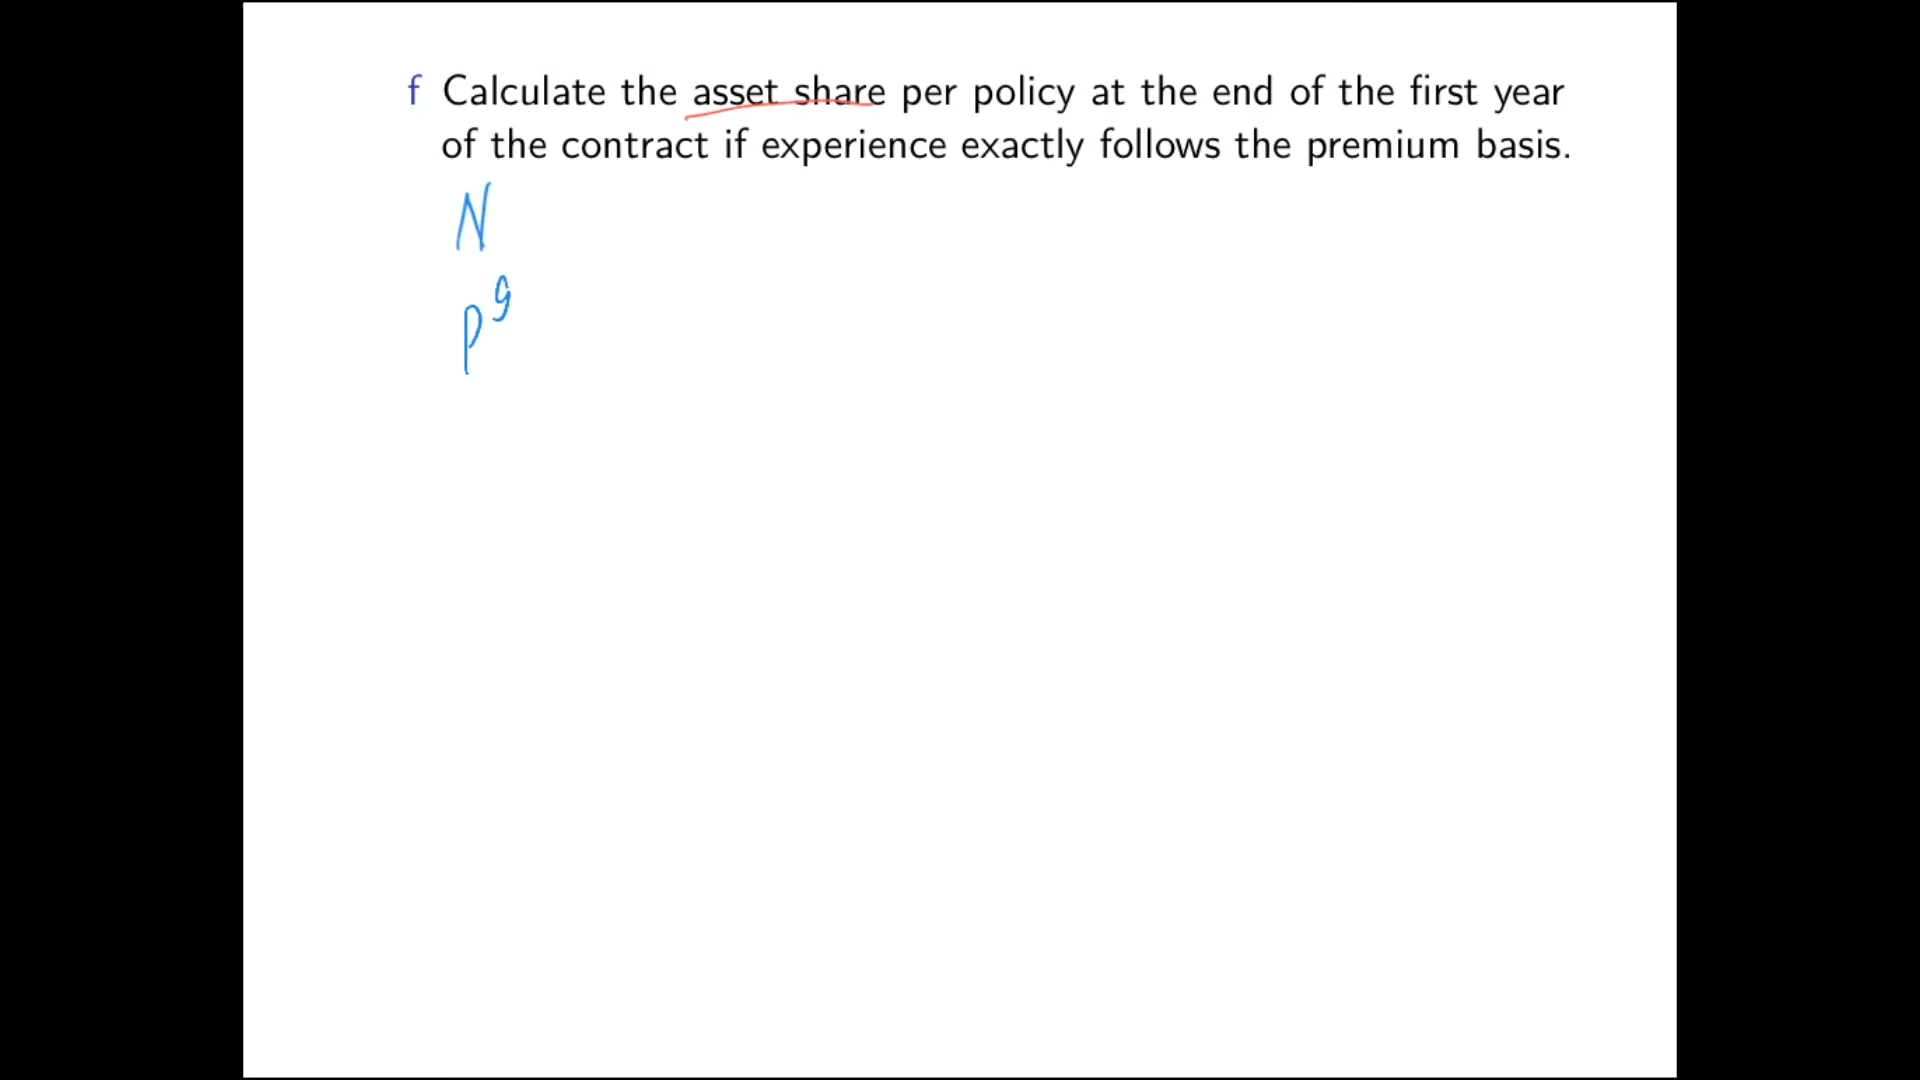 f Calculate the asset share per policy at the end of the first year
of the contract if experience exactly follows the premium basis.
N
p^g